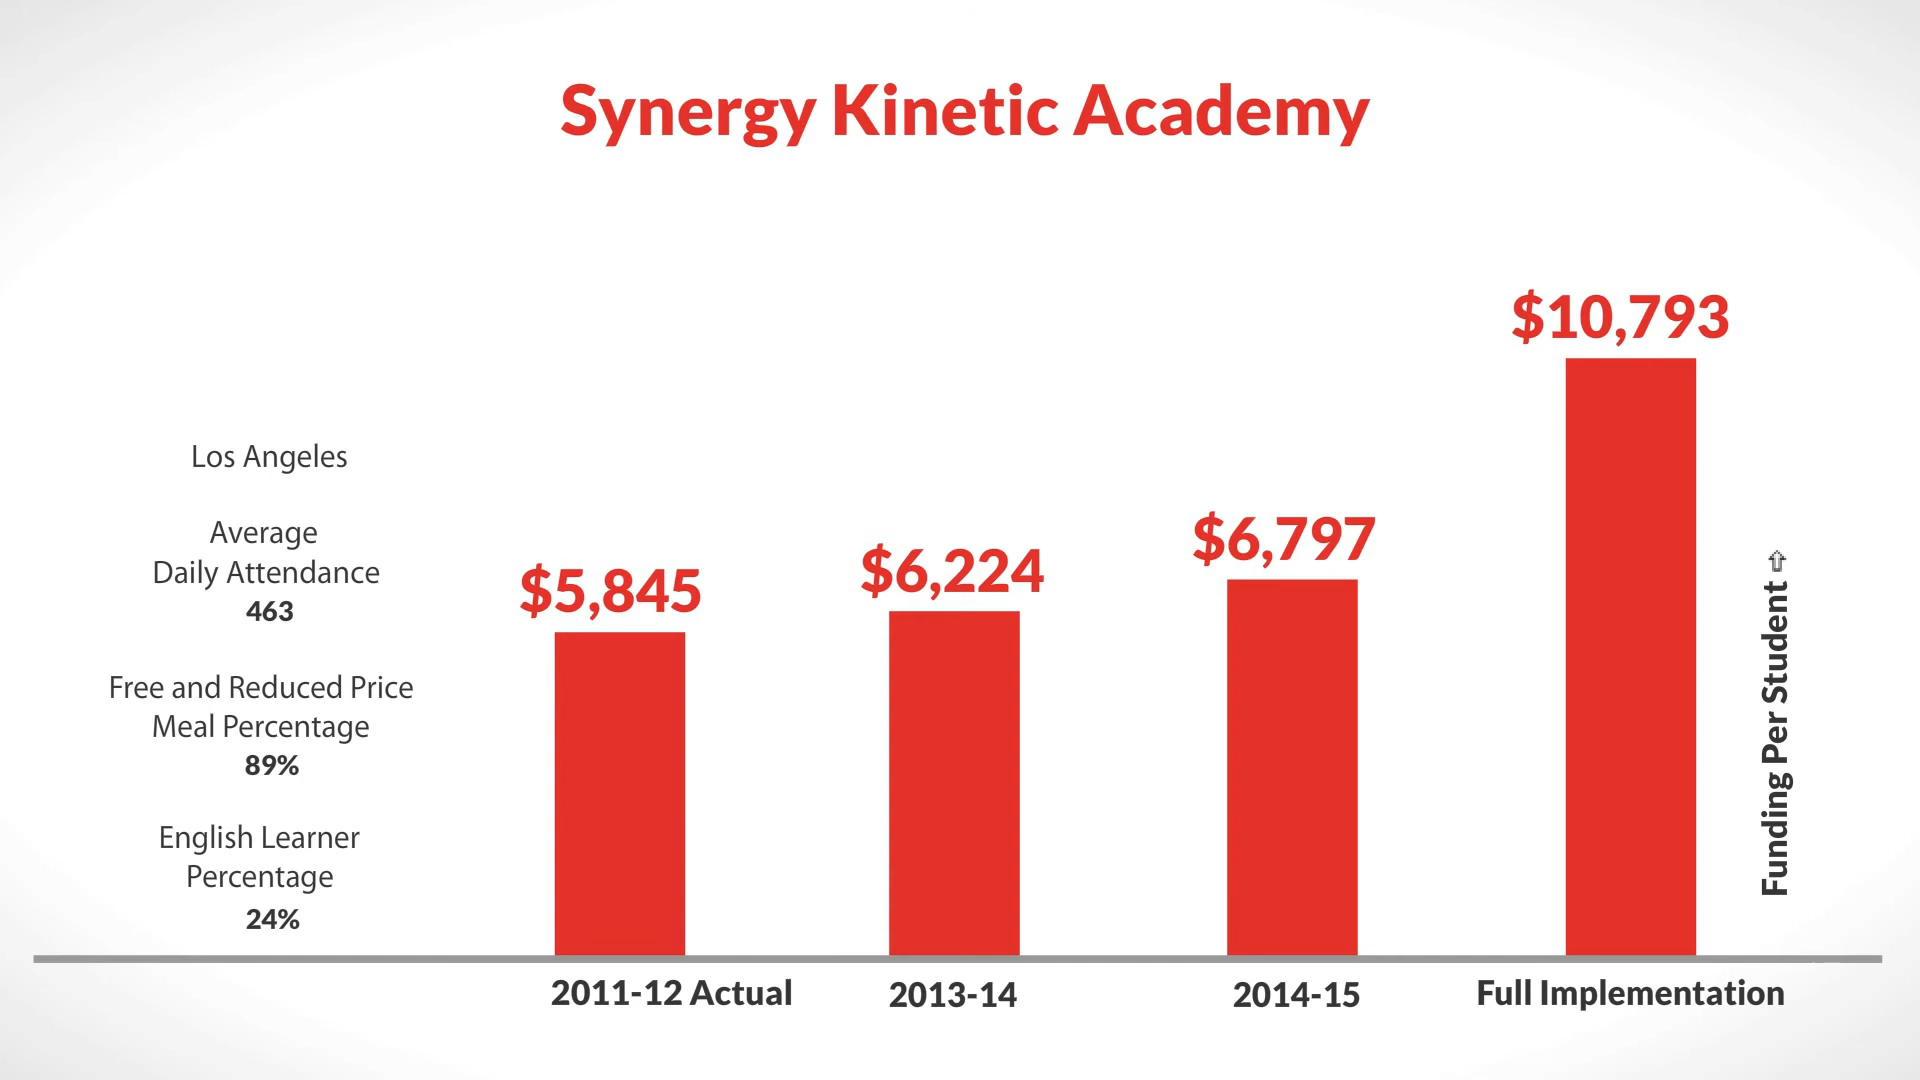 Synergy Kinetic Academy
Los Angeles
Average
Daily Attendance
463
Free and Reduced Price
Meal Percentage
89%
English Learner
Percentage
24%
$5,845
$6,224
$6,797
$10,793
Funding Per Student ⇧
2011-12 Actual
2013-14
2014-15
Full Implementation